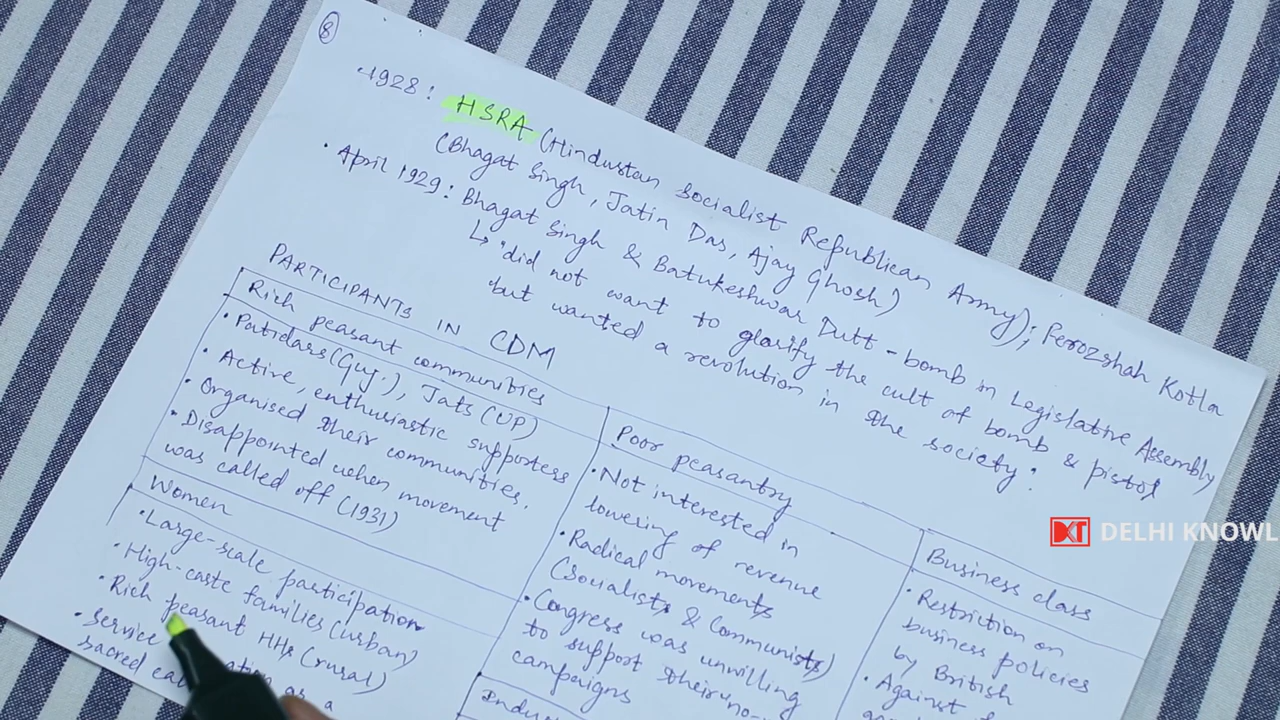 8
• 1928 : HSRA (Hindustan Socialist Republican Army); Ferozshah Kotla
(Bhagat Singh, Jatin Das, Ajay Ghosh)
• April 1929 : Bhagat Singh & Batukeshwar Dutt - bomb in Legislative Assembly
↳ "did not want to glorify the cult of bomb & pistol
but wanted a revolution in the society."
PARTICIPANTS IN CDM
Rich peasant communities
• Patidars (Guj.), Jats (UP)
• Active, enthusiastic supporters
• Organised their communities.
• Disappointed when movement
was called off (1931)
Poor peasantry
• Not interested in
lowering of revenue
• Radical movements
(Socialists & Communists)
• Congress was unwilling
to support their no-
campaigns
Business class
• Restriction on
business policies
by British
• Against
Women
• Large-scale participation
• High-caste families (urban)
• Rich peasant HHs (rural)
• Service
sacred as a
DELHI KNOWL